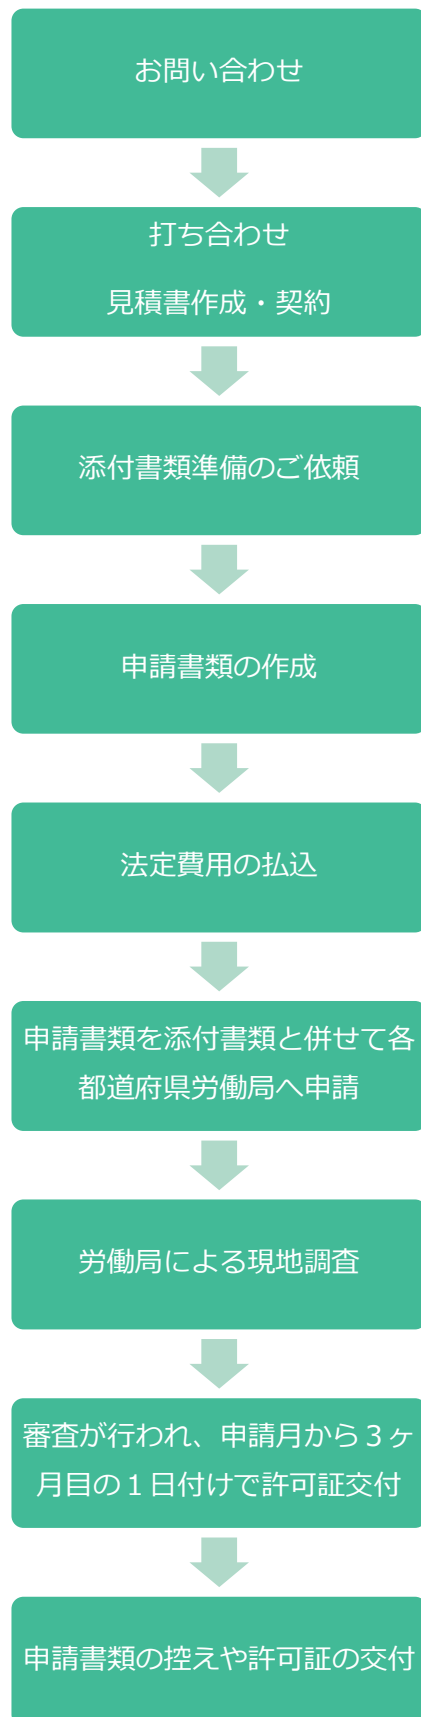 お問い合わせ
打ち合わせ
見積書作成・契約
添付書類準備のご依頼
申請書類の作成
法定費用の払込
申請書類を添付書類と併せて各
都道府県労働局へ申請
労働局による現地調査
審査が行われ、申請月から３ヶ
月目の１日付けで許可証交付
申請書類の控えや許可証の交付